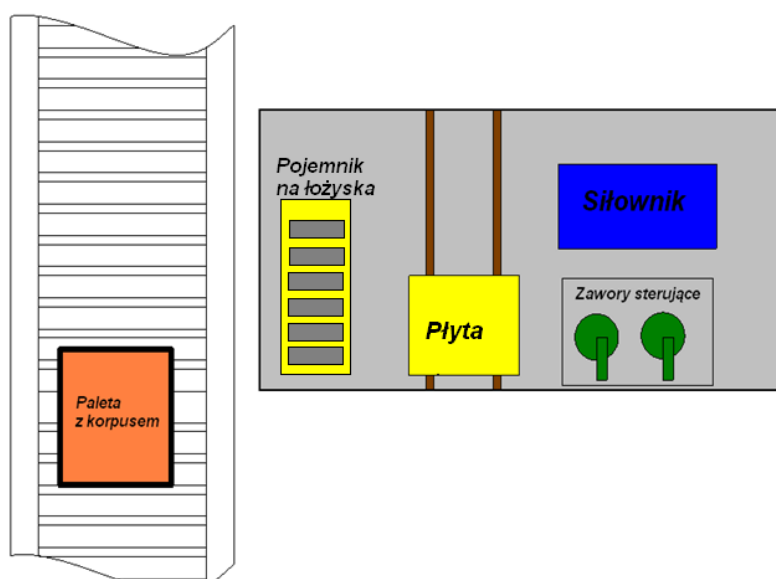 Pojemnik
na łożyska
Siłownik
Zawory sterujące
Płyta
Paleta
z korpusem